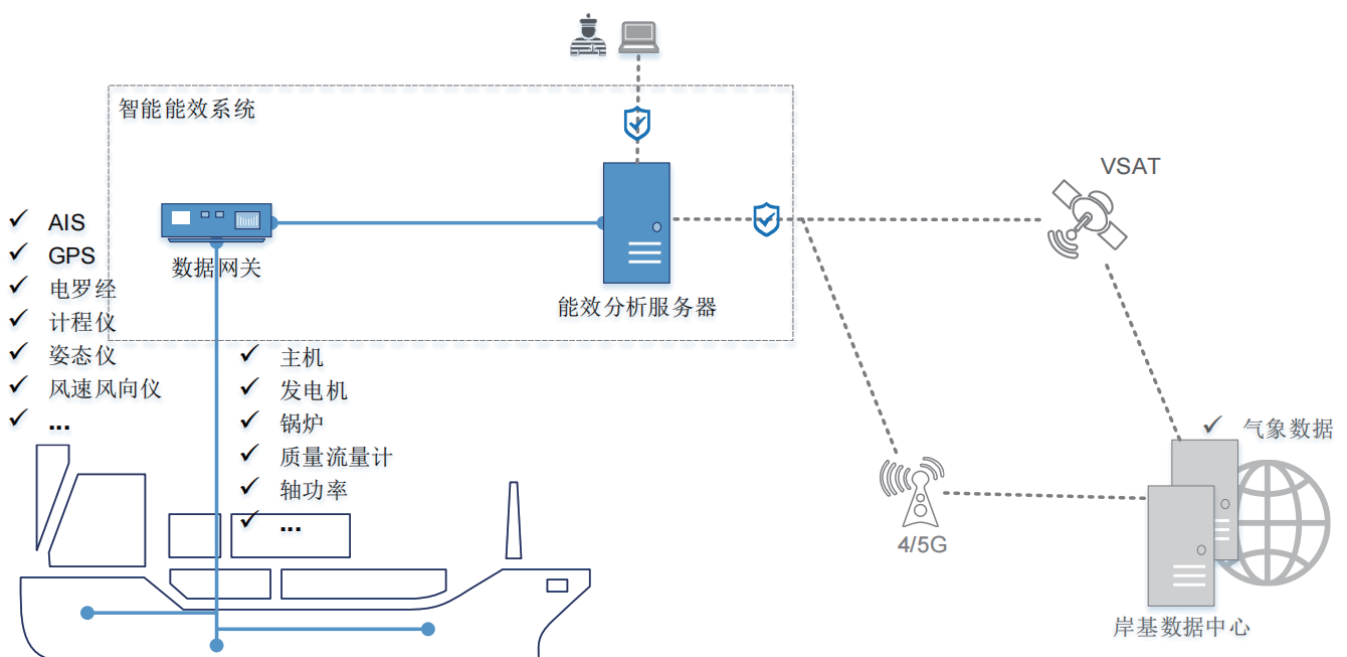 智能能效系统
VSAT
AIS
GPS
电罗经
计程仪
姿态仪
风速风向仪
...
数据网关
能效分析服务器
主机
发电机
锅炉
质量流量计
轴功率
...
气象数据
4/5G
岸基数据中心